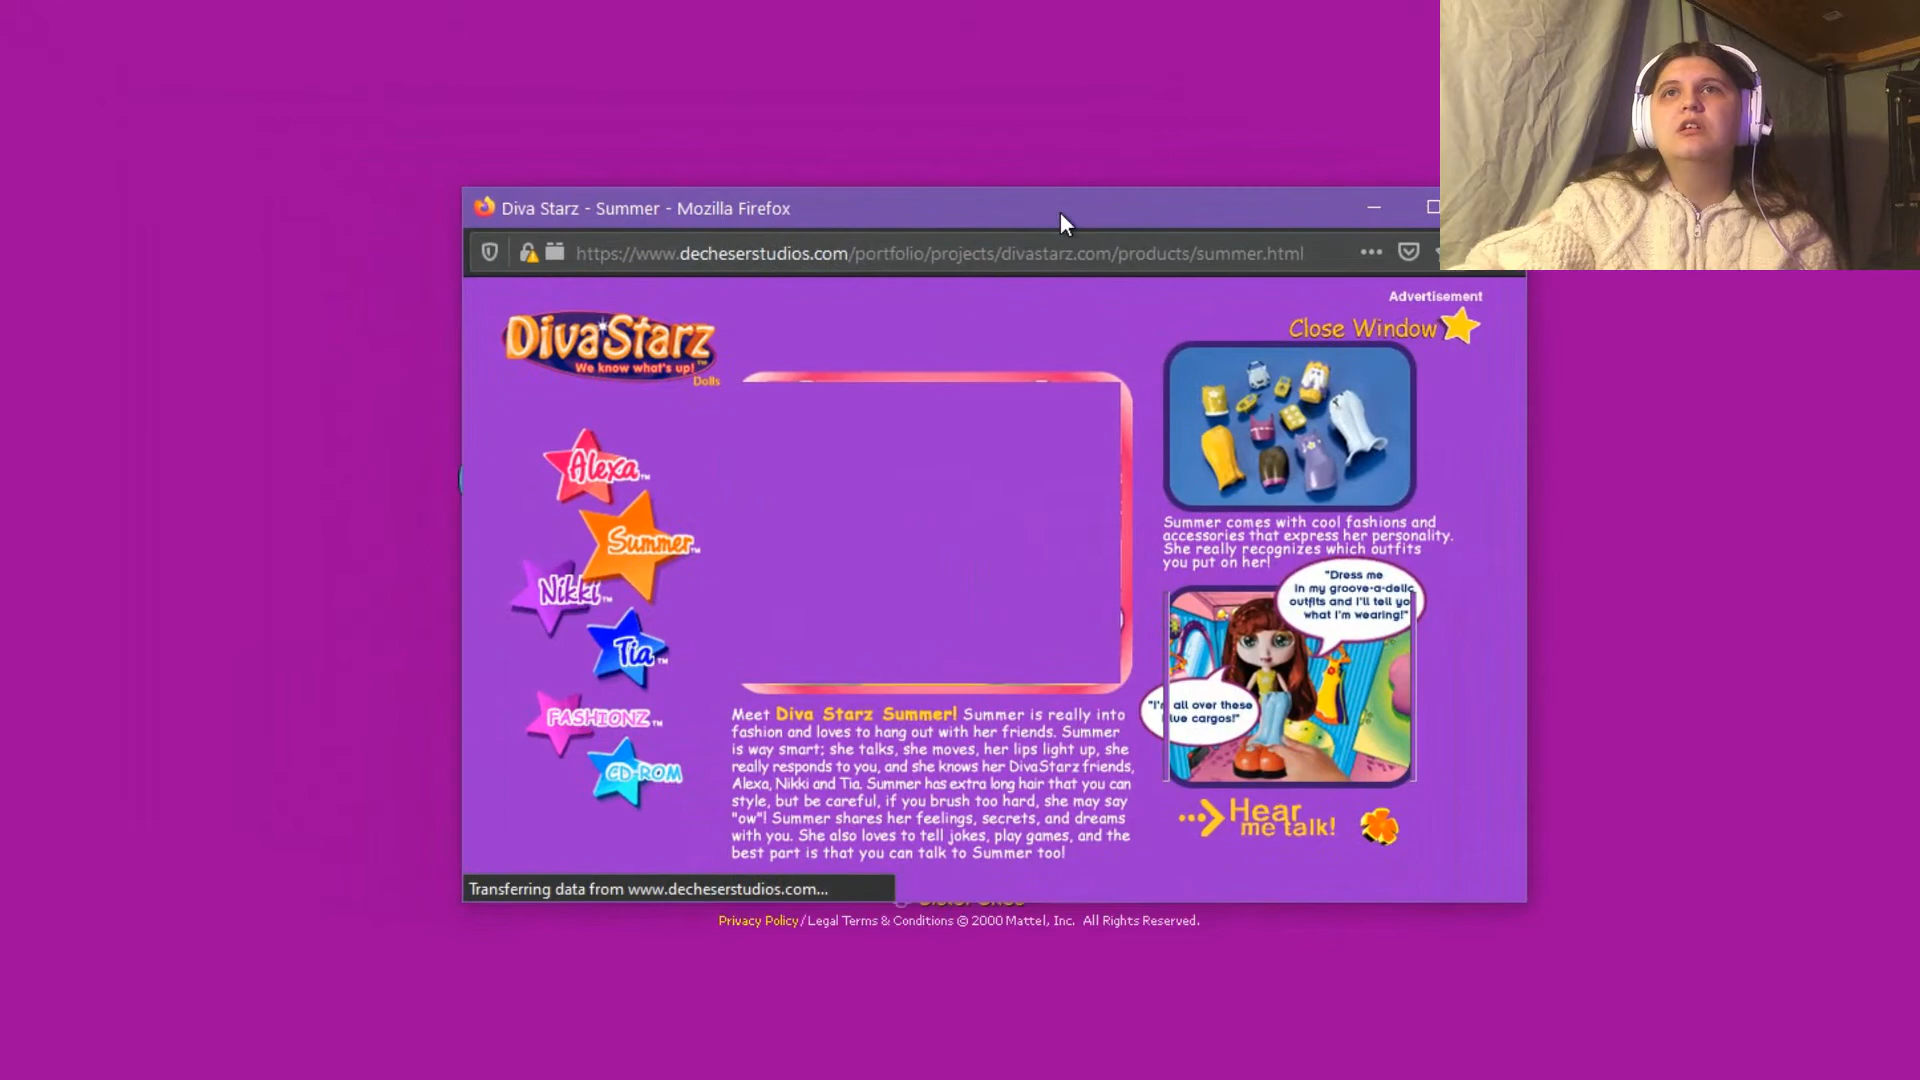 Diva Starz - Summer - Mozilla Firefox
https://www.decheserstudios.com/portfolio/projects/divastarz.com/products/summer.html
Advertisement
Close Window
DivaStarz
We know what's up!™
Dolls
Alexa™
Summer™
Nikki™
Tia™
FASHIONZ™
CD-ROM
Summer comes with cool fashions and
accessories that express her personality.
She really recognizes which outfits
you put on her!
"Dress me
in my groove-a-delic
outfits and I'll tell yo
what I'm wearing!"
"I' all over these
lue cargos!"
Hear
me talk!
Meet Diva Starz Summer! Summer is really into
fashion and loves to hang out with her friends. Summer
is way smart; she talks, she moves, her lips light up, she
really responds to you, and she knows her DivaStarz friends,
Alexa, Nikki and Tia. Summer has extra long hair that you can
style, but be careful, if you brush too hard, she may say
"ow"! Summer shares her feelings, secrets, and dreams
with you. She also loves to tell jokes, play games, and the
best part is that you can talk to Summer too!
Transferring data from www.decheserstudios.com...
Privacy Policy / Legal Terms & Conditions © 2000 Mattel, Inc. All Rights Reserved.